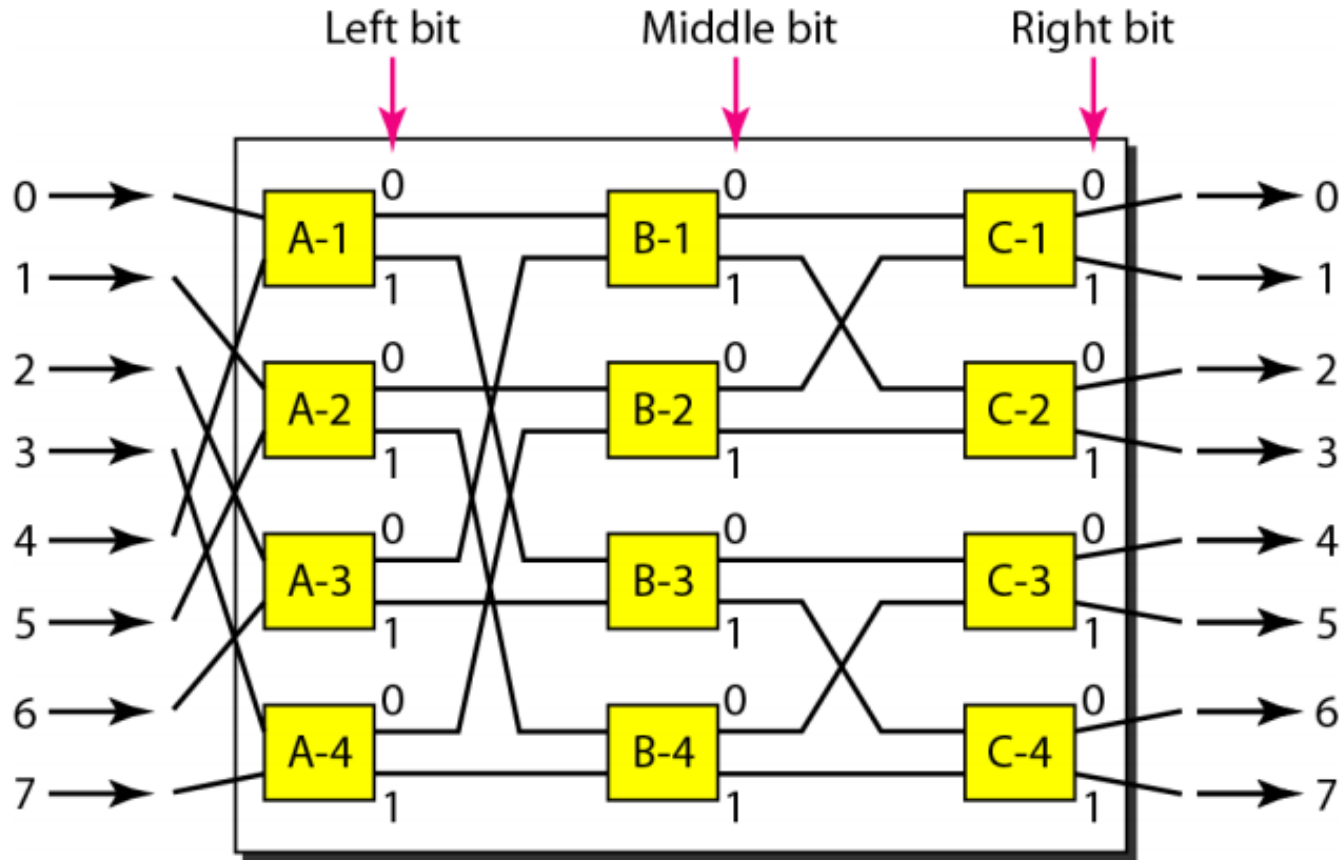 Left bit Middle bit Right bit
0 0 0 0 0
A-1 B-1 C-1
1 1 1 1 1
2 0 0 0 2
A-2 B-2 C-2
3 1 1 1 3
4 0 0 0 4
A-3 B-3 C-3
5 1 1 1 5
6 0 0 0 6
A-4 B-4 C-4
7 1 1 1 7